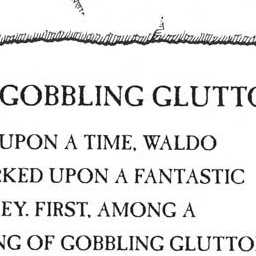 GOBBLING GLUTTO
UPON A TIME, WALDO
RKED UPON A FANTASTIC
EY. FIRST, AMONG A
NG OF GOBBLING GLUTTO